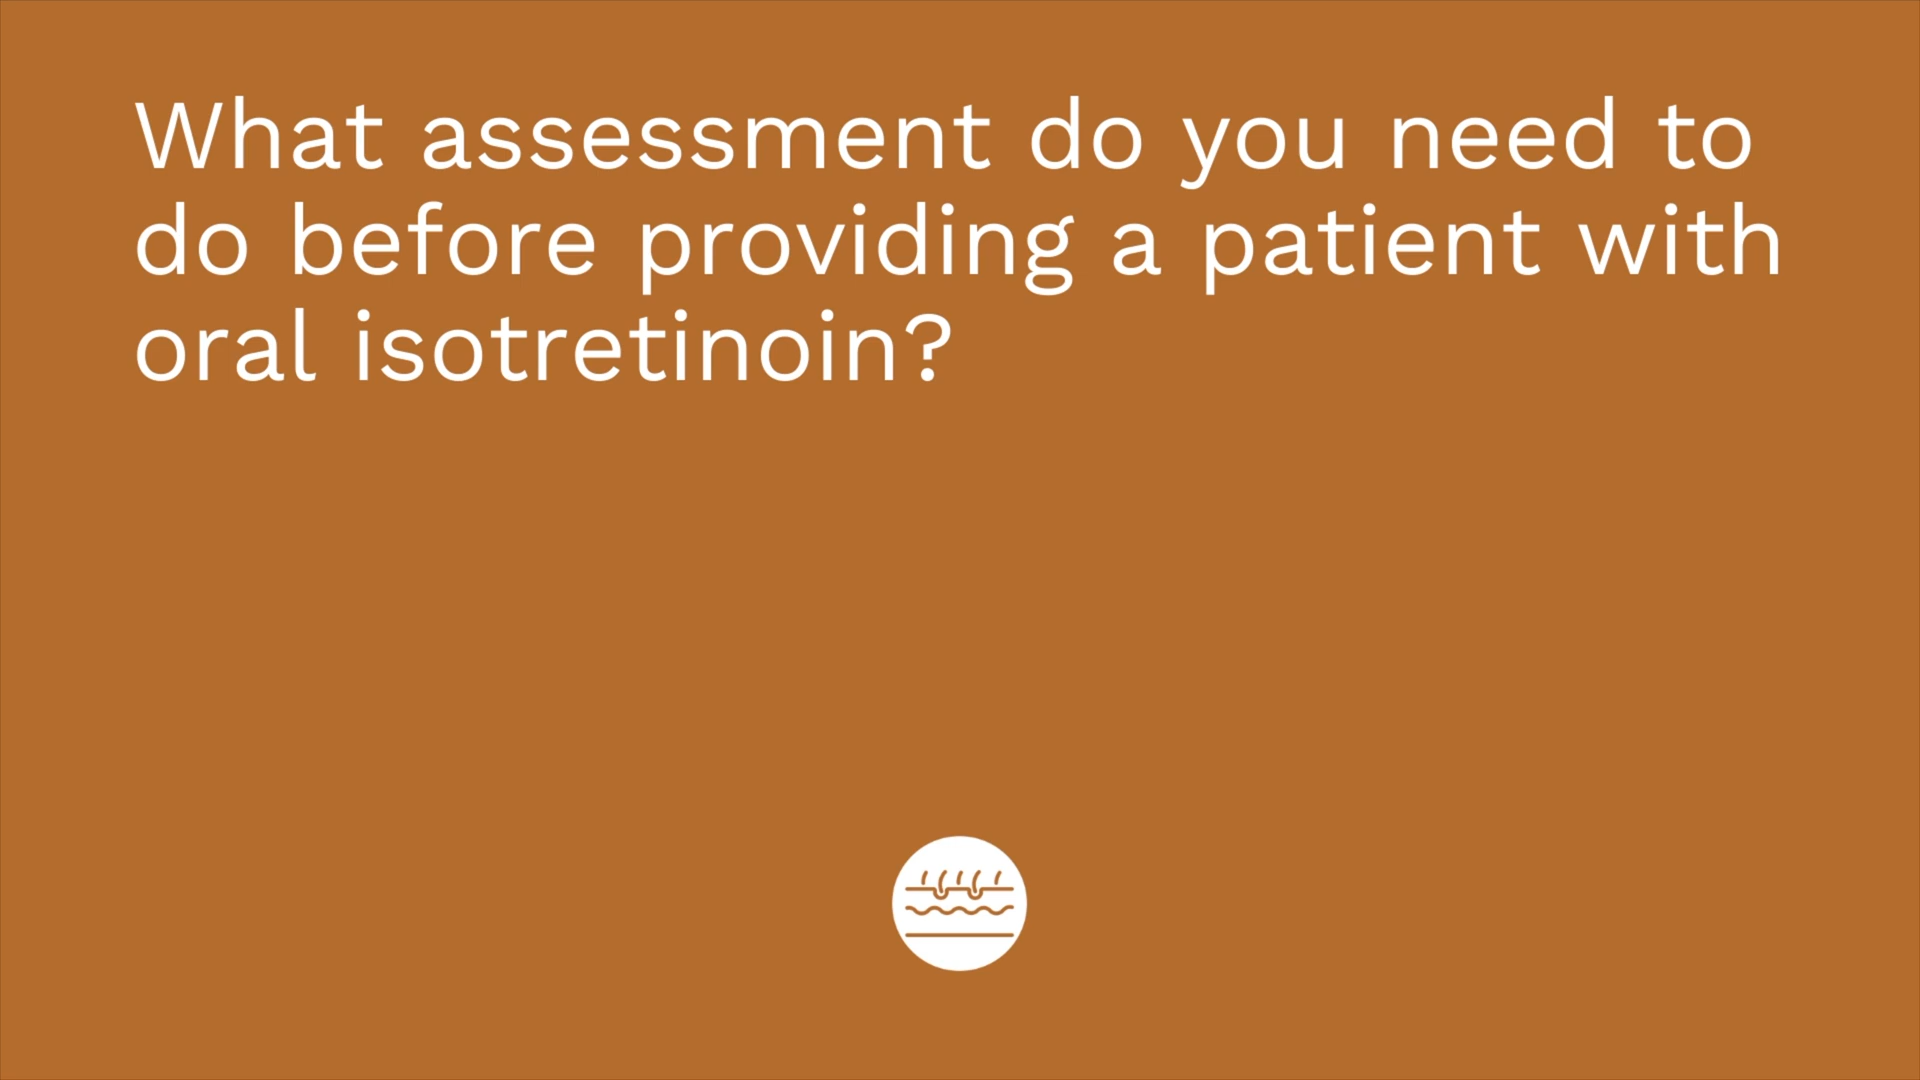 What assessment do you need to
do before providing a patient with
oral isotretinoin?